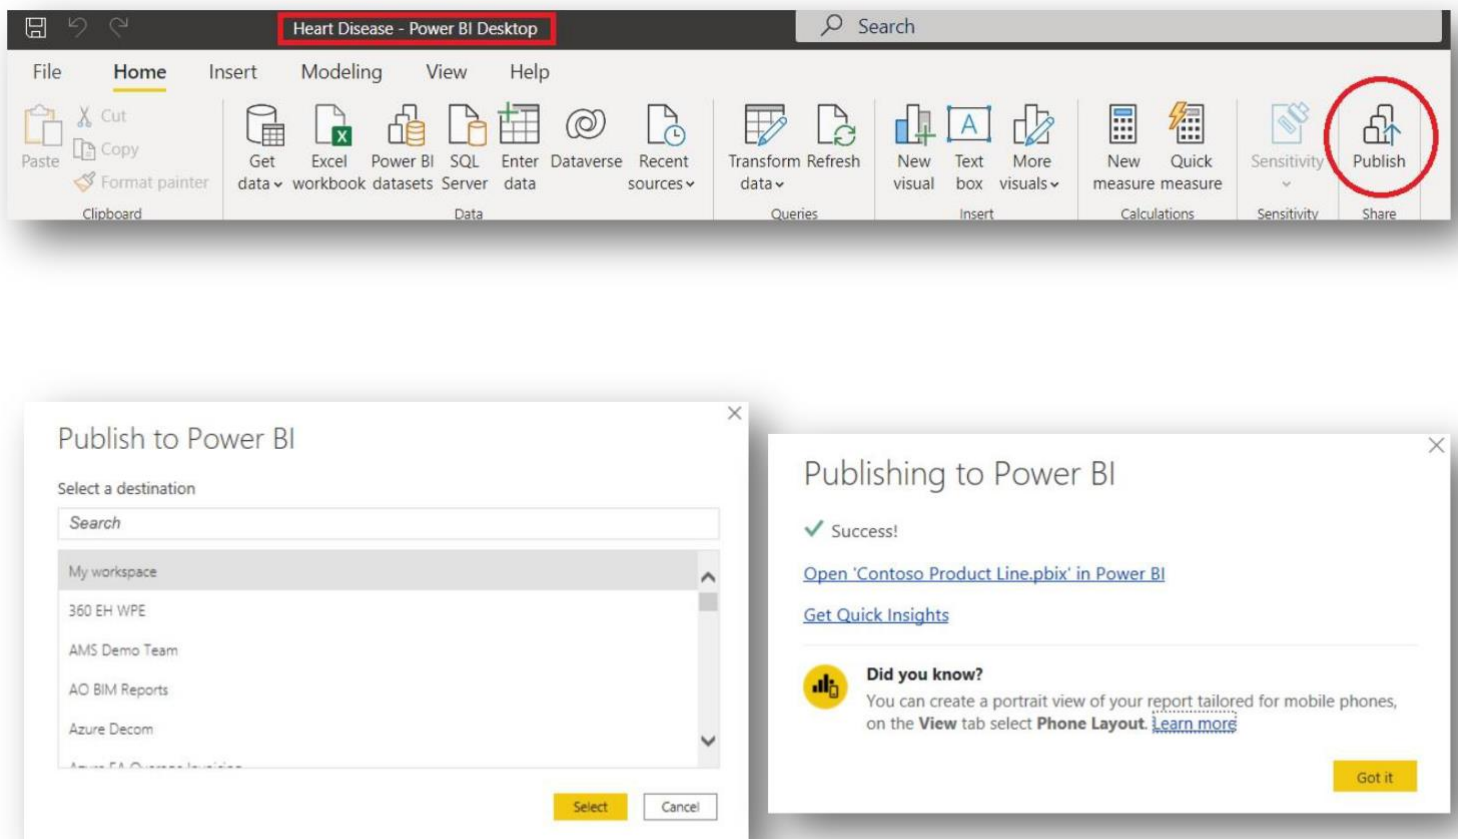 Heart Disease - Power BI Desktop
Search
File Home Insert Modeling View Help
Paste
Cut
Copy
Format painter
Clipboard
Get data
Excel workbook
Power BI datasets
SQL Server
Enter data
Dataverse
Recent sources
Data
Transform data
Refresh
Queries
New visual
Text box
More visuals
Insert
New measure
Quick measure
Calculations
Sensitivity
Sensitivity
Publish
Share
Publish to Power BI
Select a destination
Search
My workspace
360 EH WPE
AMS Demo Team
AO BIM Reports
Azure Decom
Select
Cancel
Publishing to Power BI
Success!
Open 'Contoso Product Line.pbix' in Power BI
Get Quick Insights
Did you know?
You can create a portrait view of your report tailored for mobile phones,
on the View tab select Phone Layout. Learn more
Got it